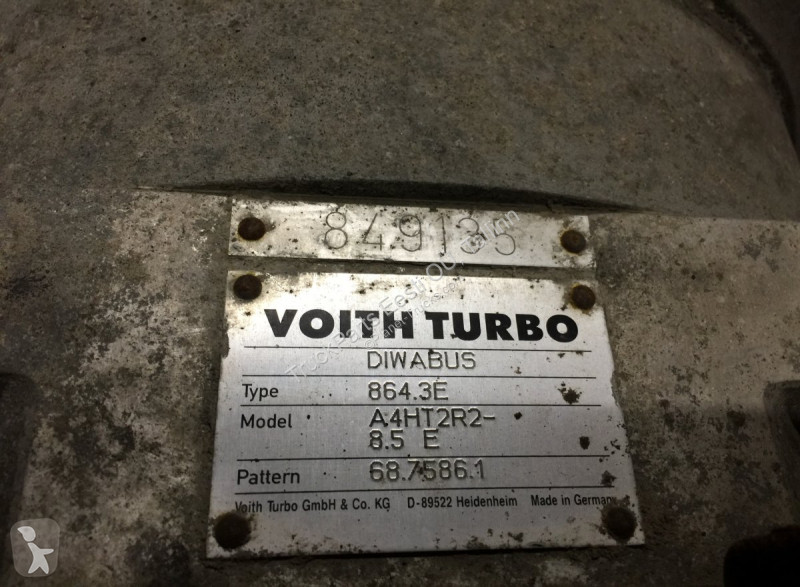 849135
VOITH TURBO
DIWABUS
Type 864.3E
Model A4HT2R2-
8.5 E
Pattern 68.7586.1
Voith Turbo GmbH & Co. KG D-89522 Heidenheim Made in Germany